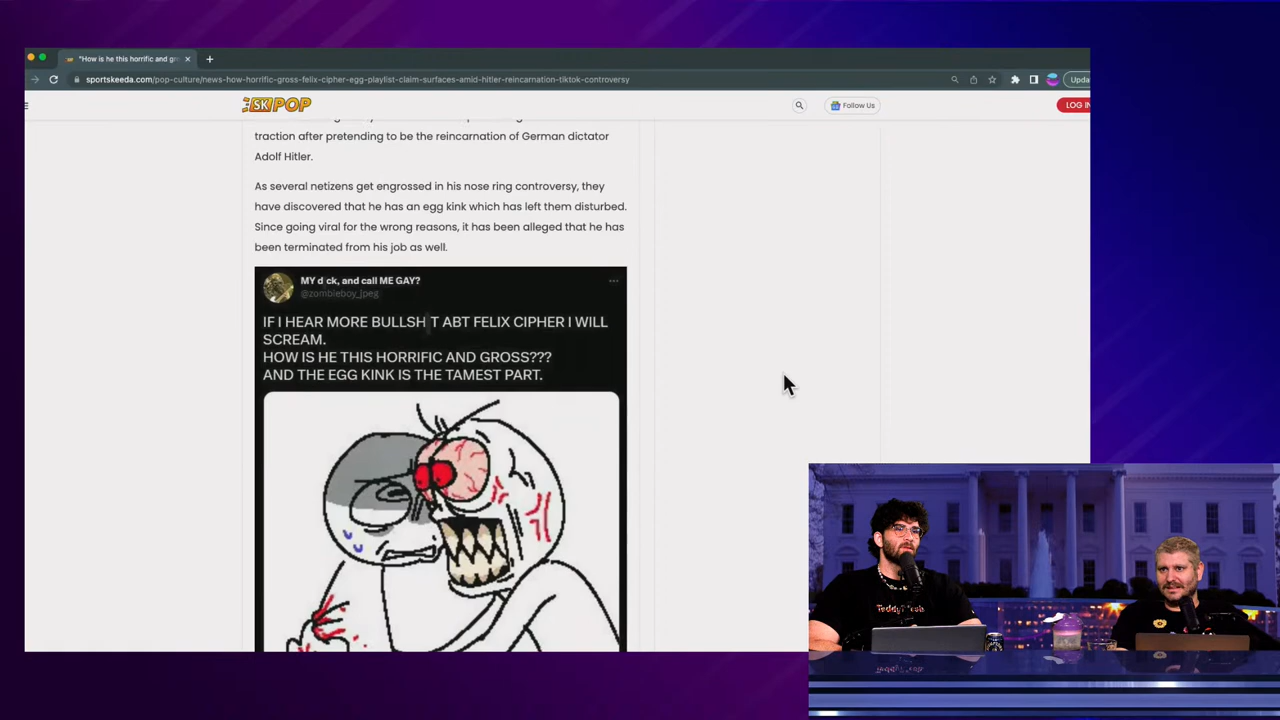 "How is he this horrific and gro
sportskeeda.com/pop-culture/news-how-horrific-gross-felix-cipher-egg-playlist-claim-surfaces-amid-hitler-reincarnation-tiktok-controversy
Upda
SK POP
Follow Us
LOG IN
traction after pretending to be the reincarnation of German dictator
Adolf Hitler.
As several netizens get engrossed in his nose ring controversy, they
have discovered that he has an egg kink which has left them disturbed.
Since going viral for the wrong reasons, it has been alleged that he has
been terminated from his job as well.
MY d ck, and call ME GAY?
@zombieboy_jpeg
IF I HEAR MORE BULLSH T ABT FELIX CIPHER I WILL
SCREAM.
HOW IS HE THIS HORRIFIC AND GROSS???
AND THE EGG KINK IS THE TAMEST PART.